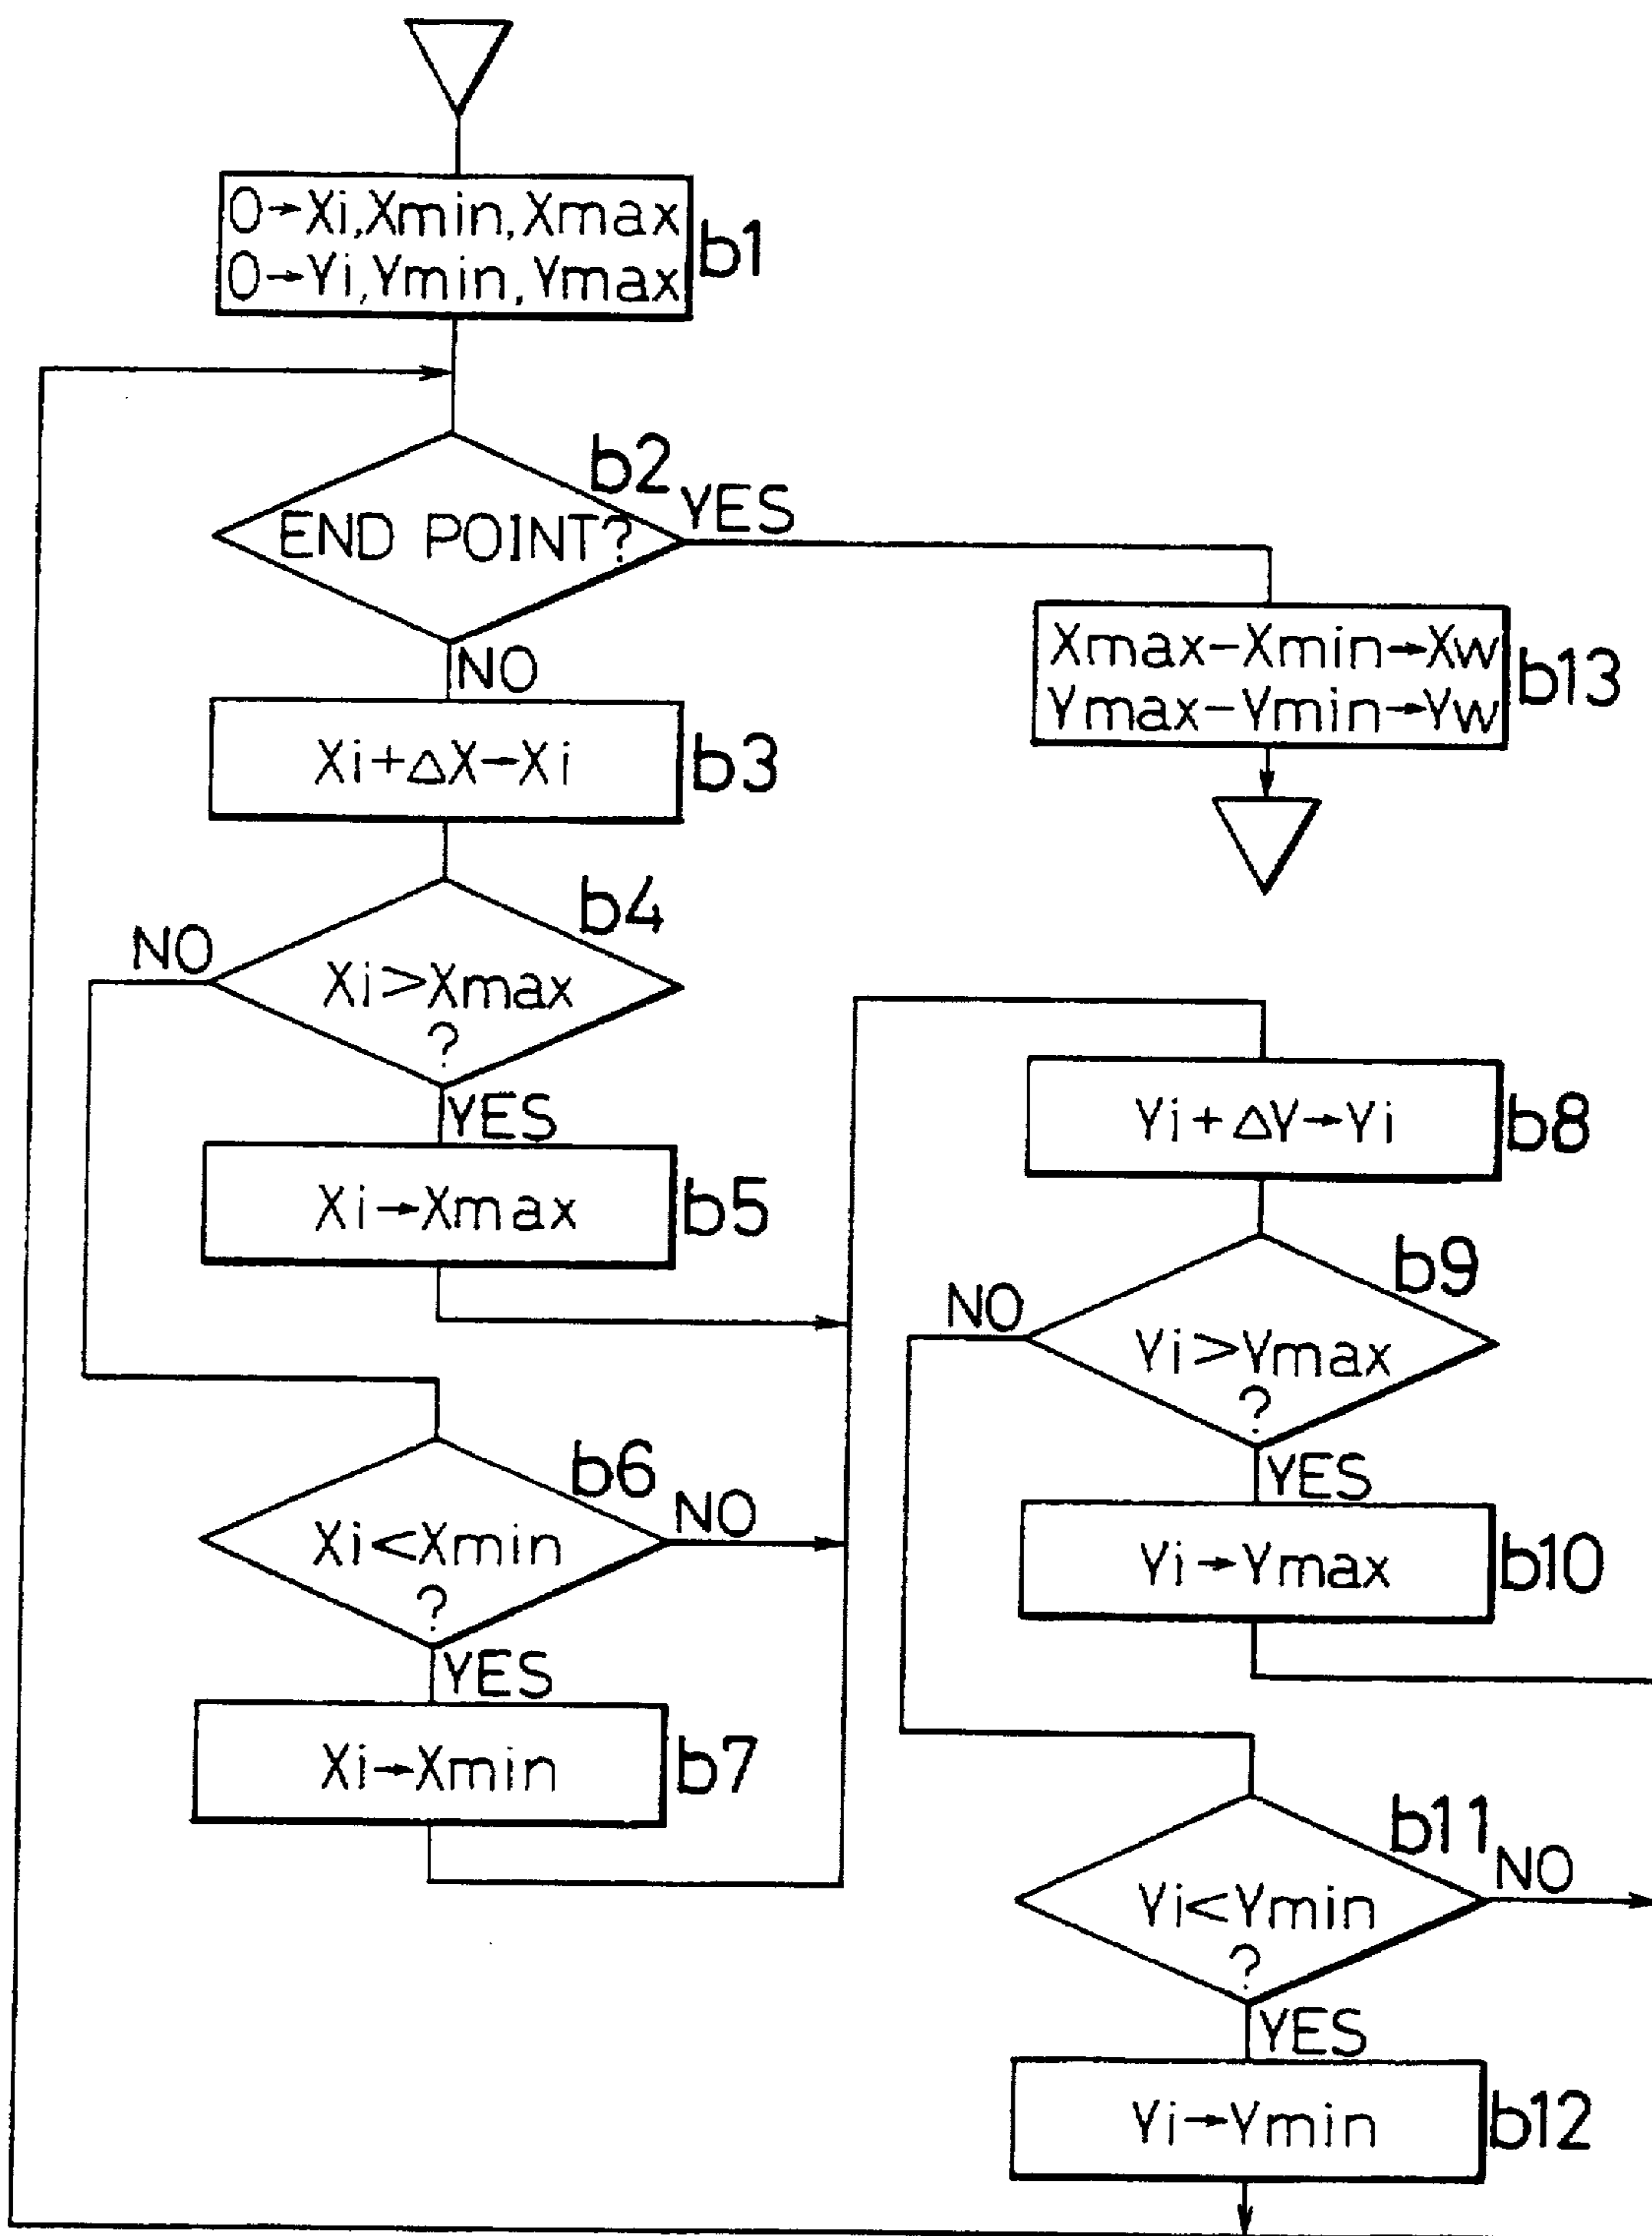 0→Xi,Xmin,Xmax
0→Yi,Ymin,Ymax
b1
b2
END POINT?
YES
NO
Xmax-Xmin→Xw
Ymax-Ymin→Yw
b13
Xi+△X→Xi
b3
b4
NO
Xi>Xmax
?
YES
Xi→Xmax
b5
b6
Xi<Xmin
?
NO
YES
Xi→Xmin
b7
Yi+△Y→Yi
b8
b9
NO
Yi>Ymax
?
YES
Yi→Ymax
b10
b11
NO
Yi<Ymin
?
YES
Yi→Ymin
b12